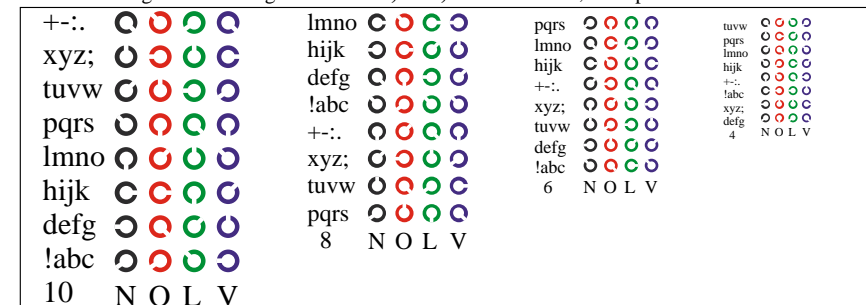 +-:.
xyz;
tuvw
pqrs
lmno
hijk
defg
!abc
10 N O L V
lmno
hijk
defg
!abc
+-:.
xyz;
tuvw
pqrs
8 N O L V
pqrs
lmno
hijk
+-:.
xyz;
tuvw
defg
!abc
6 N O L V
tuvw
pqrs
lmno
hijk
+-:.
!abc
xyz;
defg
4 N O L V